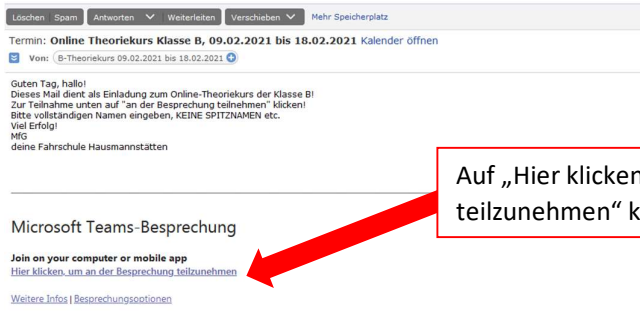 Löschen Spam Antworten Weiterleiten Verschieben Mehr Speicherplatz
Termin: Online Theoriekurs Klasse B, 09.02.2021 bis 18.02.2021 Kalender öffnen
Von: B-Theoriekurs 09.02.2021 bis 18.02.2021
Guten Tag, hallo!
Dieses Mail dient als Einladung zum Online-Theoriekurs der Klasse B!
Zur Teilnahme unten auf "an der Besprechung teilnehmen" klicken!
Bitte vollständigen Namen eingeben, KEINE SPITZNAMEN etc.
Viel Erfolg!
MfG
deine Fahrschule Hausmannstätten
Auf „Hier klicken
teilzunehmen“ k
Microsoft Teams-Besprechung
Join on your computer or mobile app
Hier klicken, um an der Besprechung teilzunehmen
Weitere Infos | Besprechungsoptionen